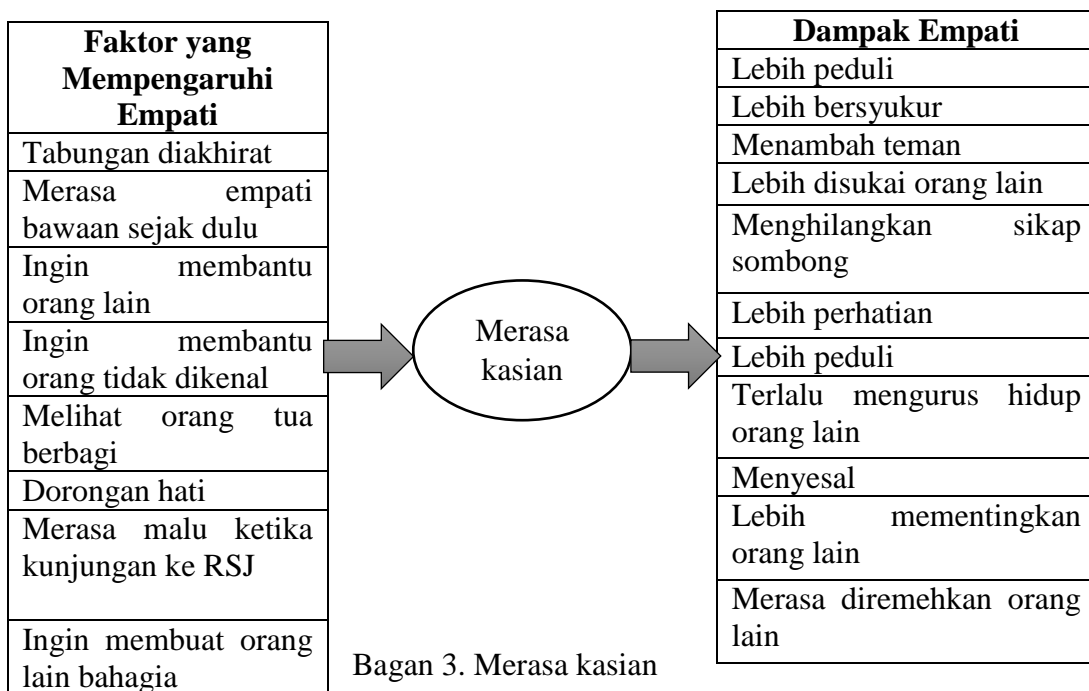 Faktor yang
Mempengaruhi
Empati
Tabungan diakhirat
Merasa empati
bawaan sejak dulu
Ingin membantu
orang lain
Ingin membantu
orang tidak dikenal
Melihat orang tua
berbagi
Dorongan hati
Merasa malu ketika
kunjungan ke RSJ
Ingin membuat orang
lain bahagia
Merasa
kasian
Dampak Empati
Lebih peduli
Lebih bersyukur
Menambah teman
Lebih disukai orang lain
Menghilangkan sikap
sombong
Lebih perhatian
Lebih peduli
Terlalu mengurus hidup
orang lain
Menyesal
Lebih mementingkan
orang lain
Merasa diremehkan orang
lain
Bagan 3. Merasa kasian